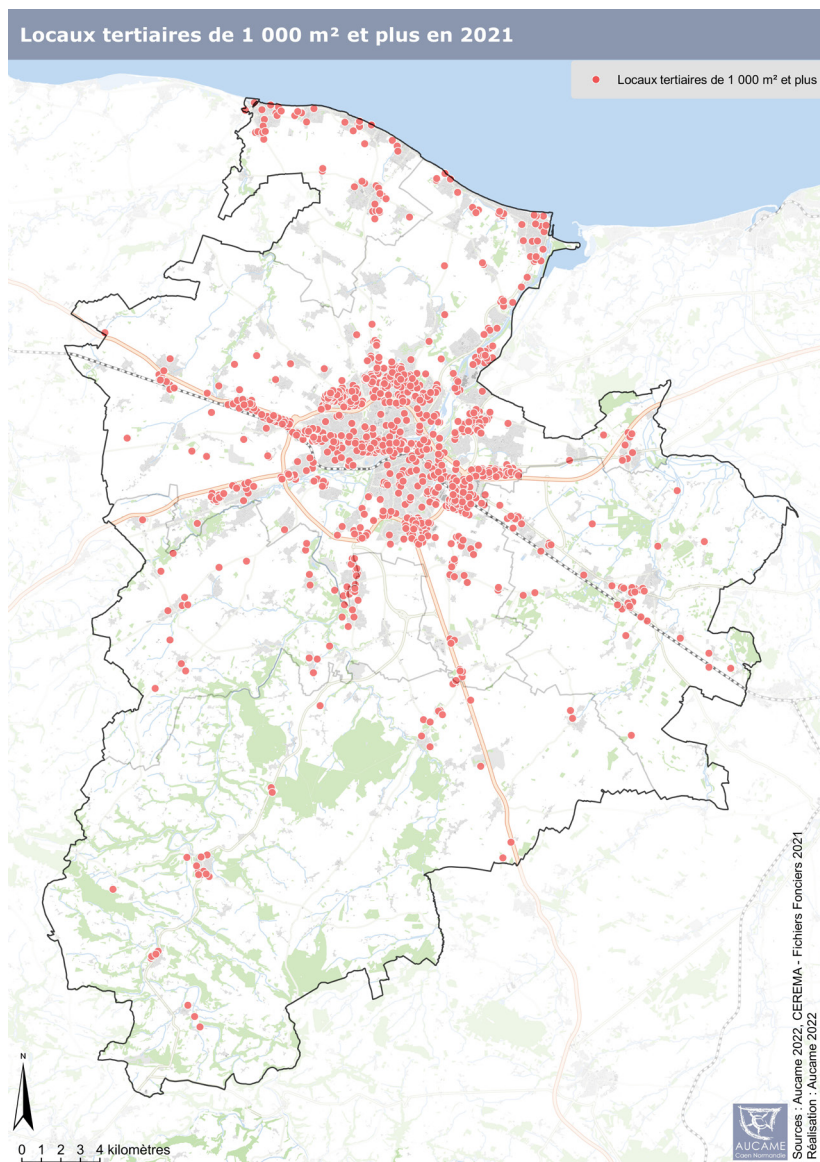 Locaux tertiaires de 1 000 m² et plus en 2021
Locaux tertiaires de 1 000 m² et plus
N
0 1 2 3 4 kilomètres
AUCAME
Caen Normandie
Sources : Aucame 2022, CEREMA - Fichiers Fonciers 2021
Réalisation : Aucame 2022